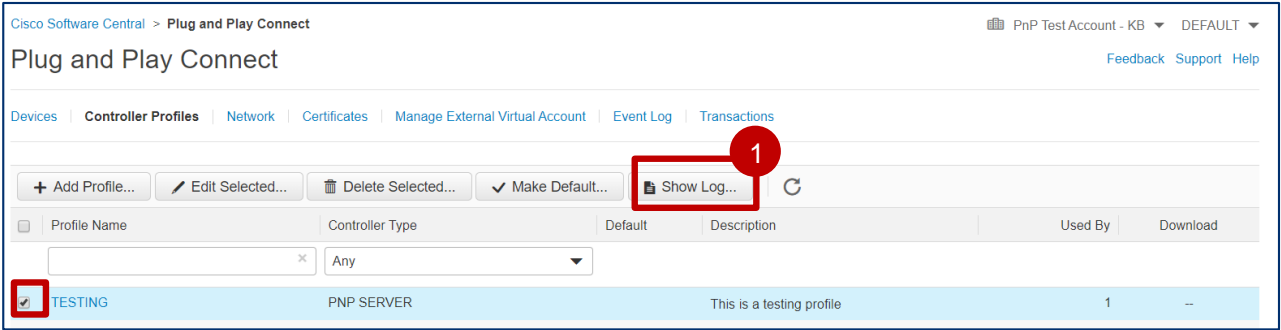 Cisco Software Central > Plug and Play Connect
PnP Test Account - KB DEFAULT
Plug and Play Connect
Feedback Support Help
Devices Controller Profiles Network Certificates Manage External Virtual Account Event Log Transactions
1
+ Add Profile... Edit Selected... Delete Selected... Make Default... Show Log...
Profile Name Controller Type Default Description Used By Download
× Any
TESTING PNP SERVER This is a testing profile 1 --